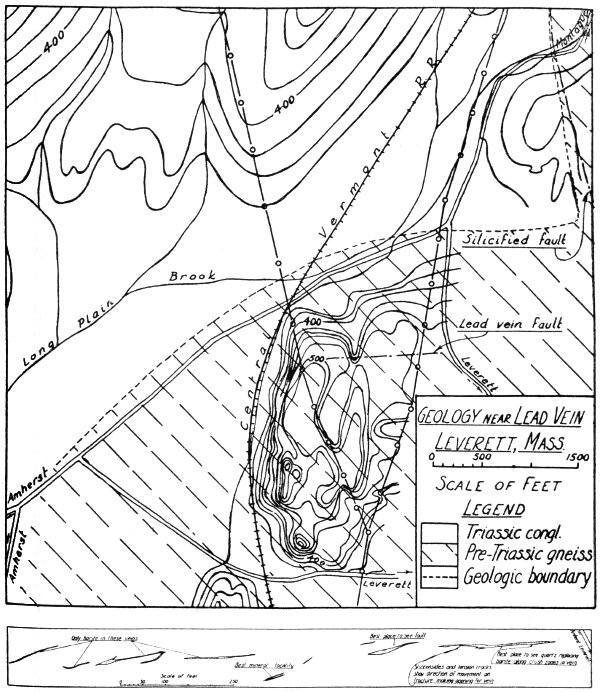 400
400
Montague
Vermont R R
Silicified fault
Brook
Long Plain
400
Lead vein fault
500
Leverett
Central
GEOLOGY NEAR LEAD VEIN
LEVERETT, MASS.
0 500 1500
SCALE OF FEET
LEGEND
Triassic congl.
Pre-Triassic gneiss
Geologic boundary
Amherst
Amherst
400
Leverett
Only barite in these veins
Best place to see fault
Best mineral locality
Best place to see quartz replacing
barite along crush zones in vein
Scale of feet
0 50 100 150
Slickensides and tension cracks
show direction of movement on
fracture making opening for vein